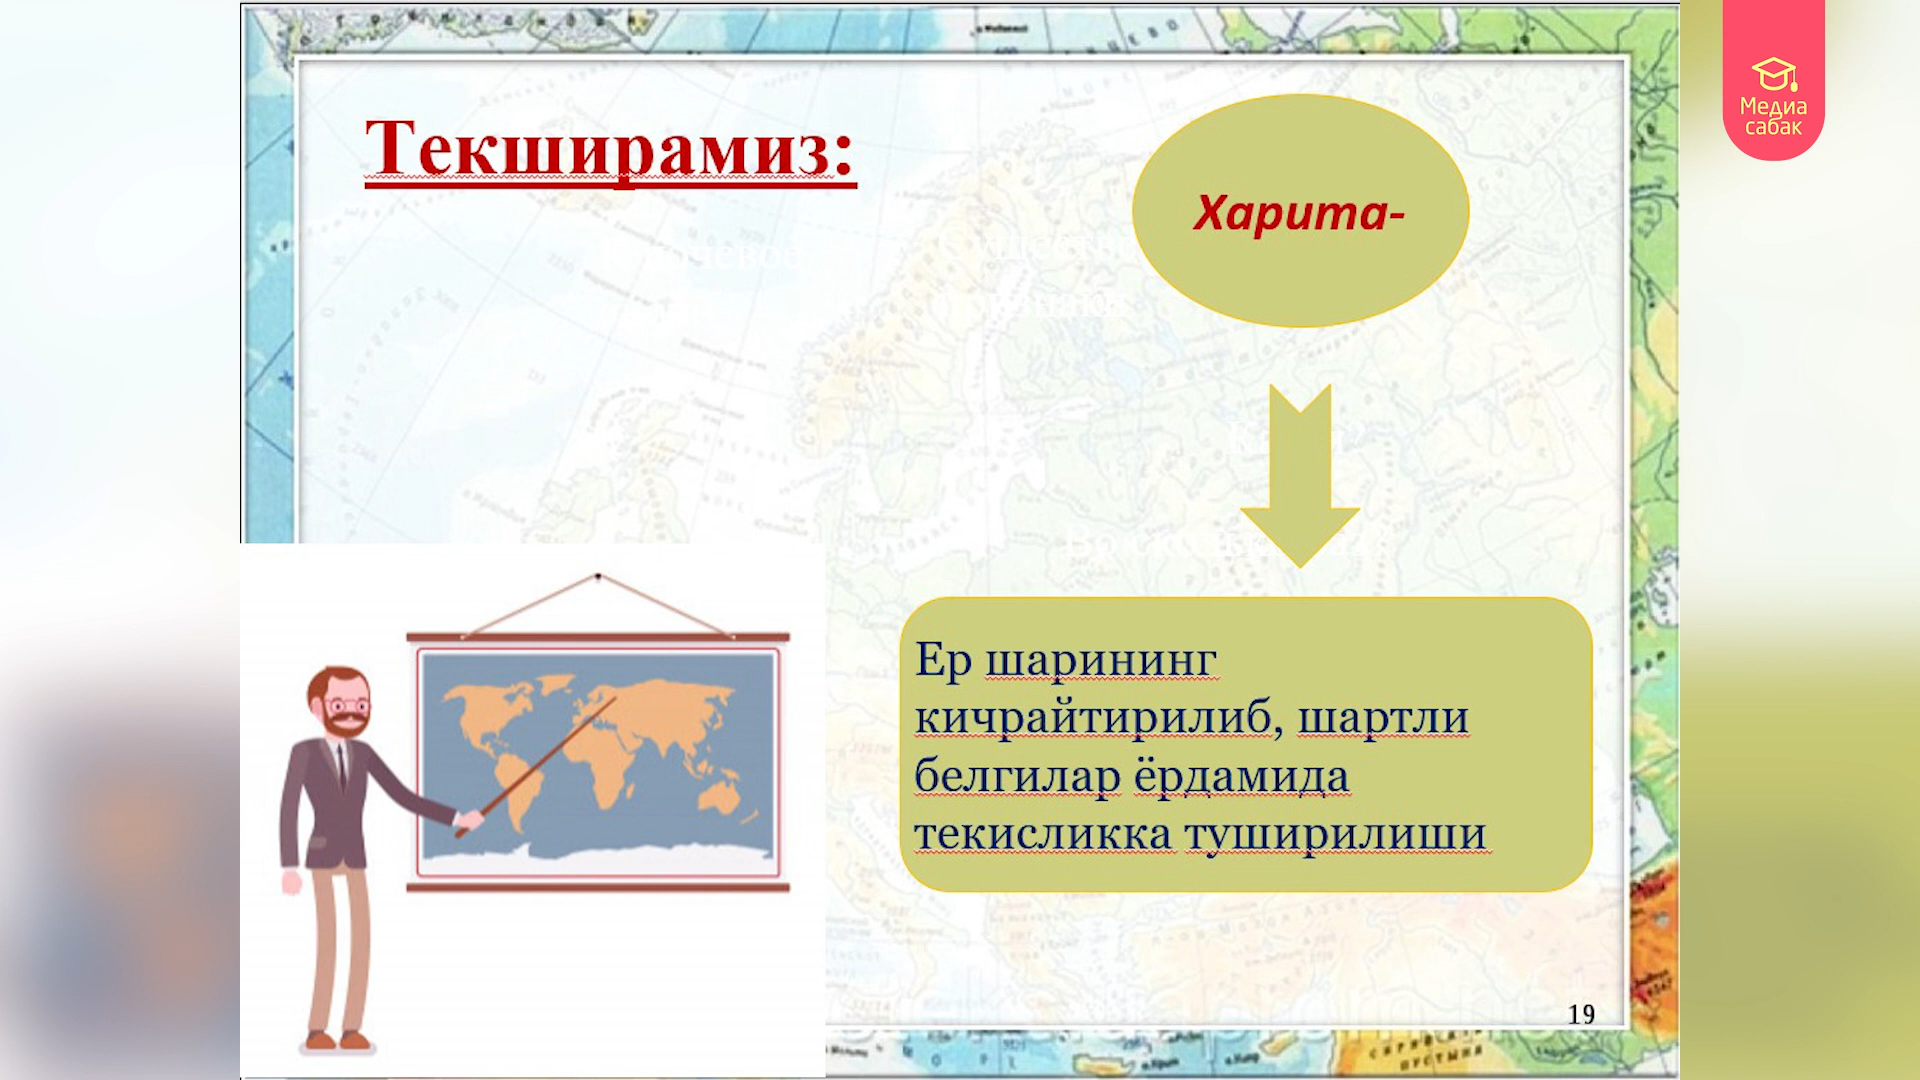 Медиа
сабак
Текширамиз:
Харита-
Ер шарининг
кичрайтирилиб, шартли
белгилар ёрдамида
текисликка туширилиши
19